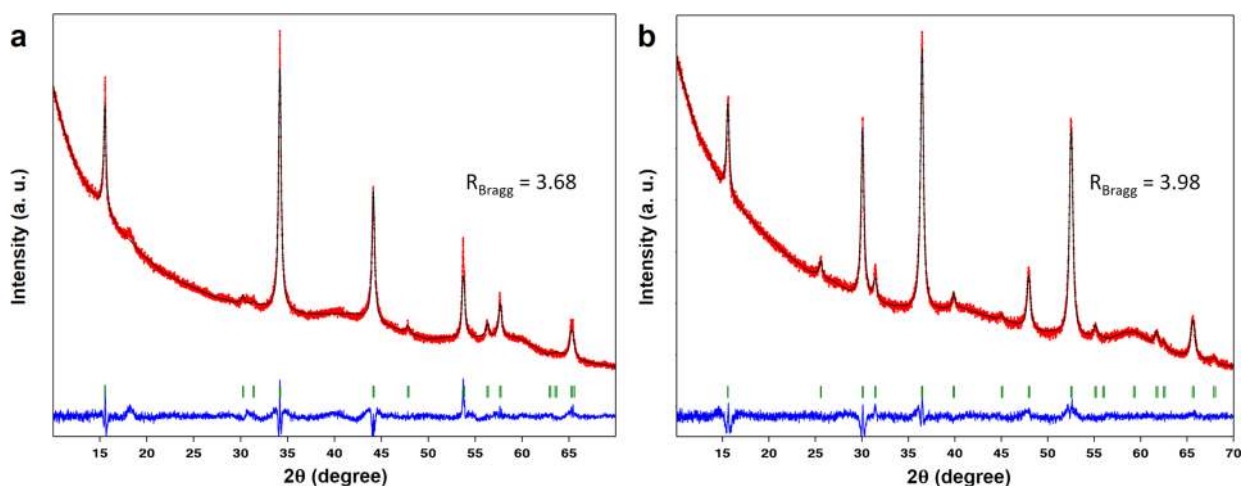 a
Intensity (a. u.)
R_Bragg = 3.68
15 20 25 30 35 40 45 50 55 60 65
2θ (degree)
b
Intensity (a. u.)
R_Bragg = 3.98
15 20 25 30 35 40 45 50 55 60 65 70
2θ (degree)